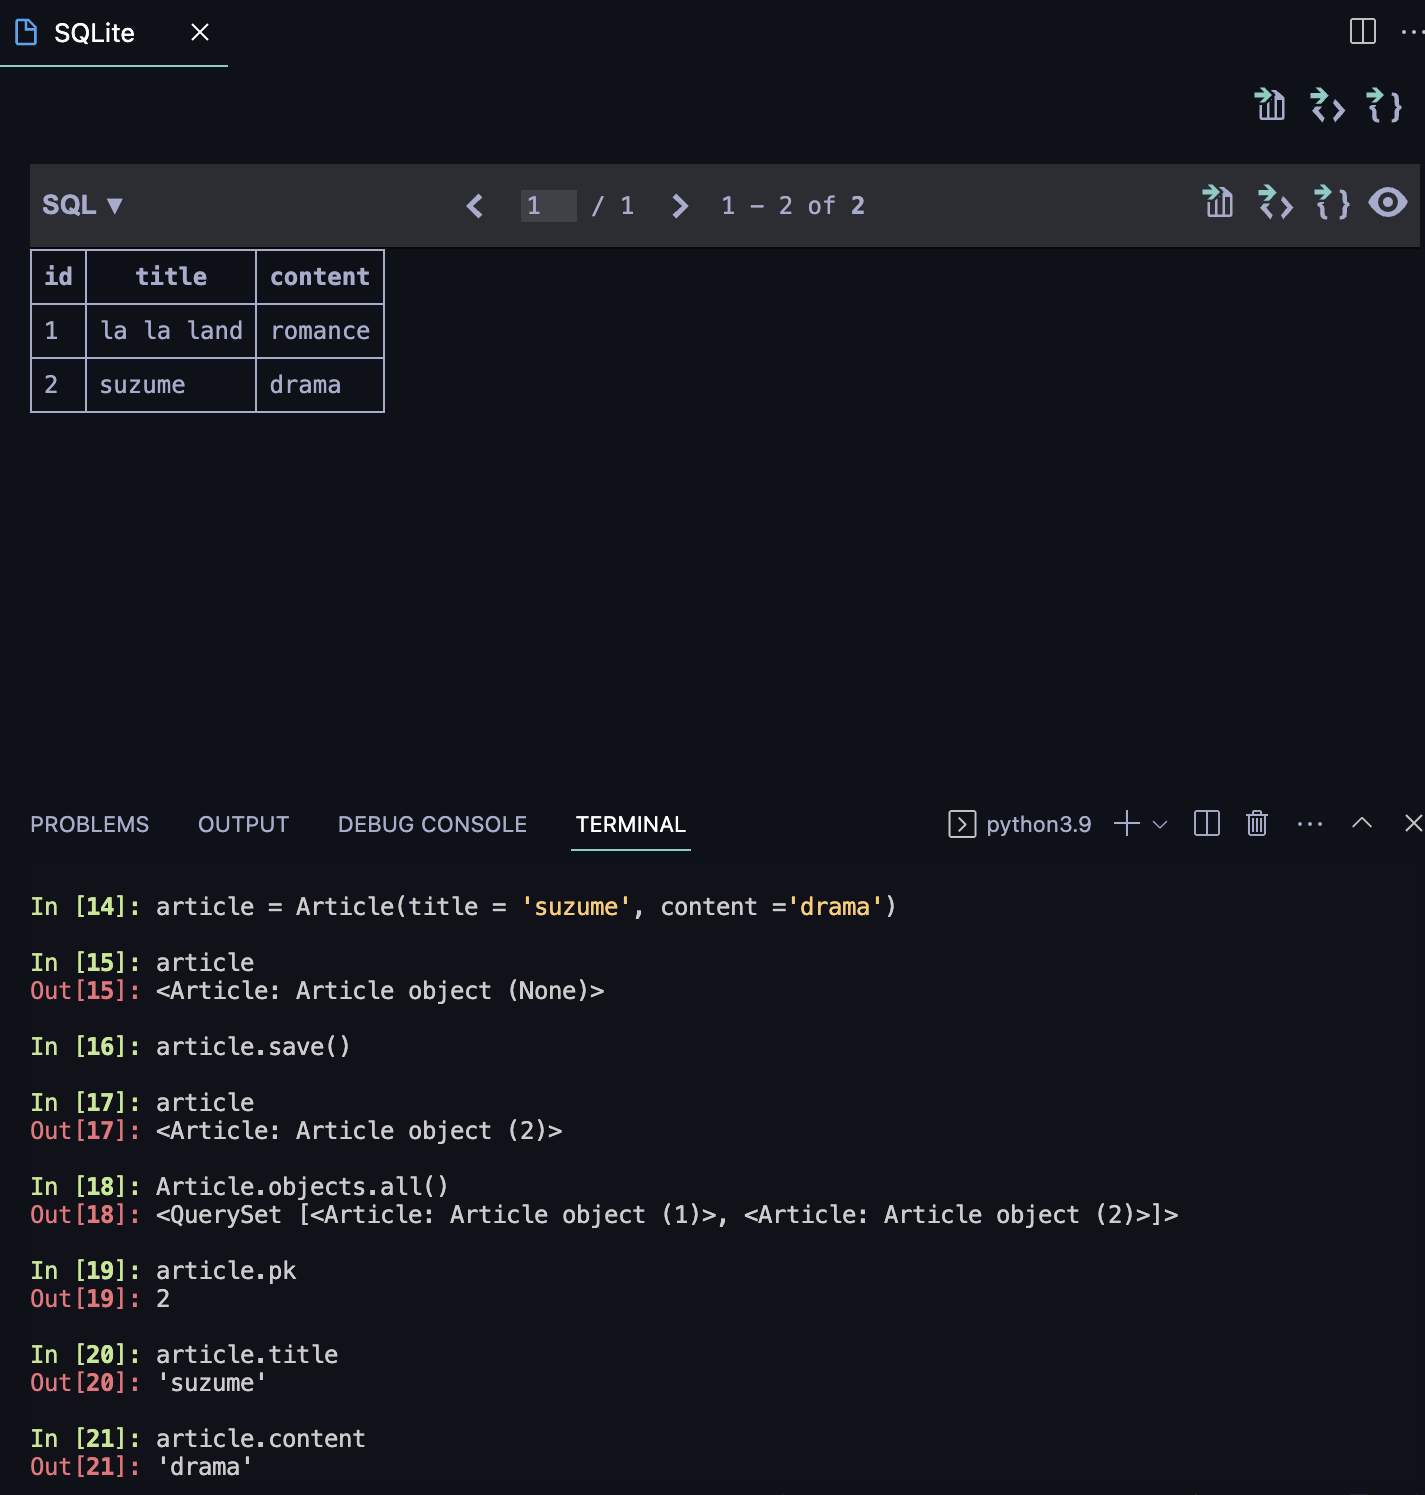 SQLite
SQL ▼ 1 / 1 1 – 2 of 2
id title content
1 la la land romance
2 suzume drama
PROBLEMS OUTPUT DEBUG CONSOLE TERMINAL python3.9
In [14]: article = Article(title = 'suzume', content ='drama')
In [15]: article
Out[15]: <Article: Article object (None)>
In [16]: article.save()
In [17]: article
Out[17]: <Article: Article object (2)>
In [18]: Article.objects.all()
Out[18]: <QuerySet [<Article: Article object (1)>, <Article: Article object (2)>]>
In [19]: article.pk
Out[19]: 2
In [20]: article.title
Out[20]: 'suzume'
In [21]: article.content
Out[21]: 'drama'